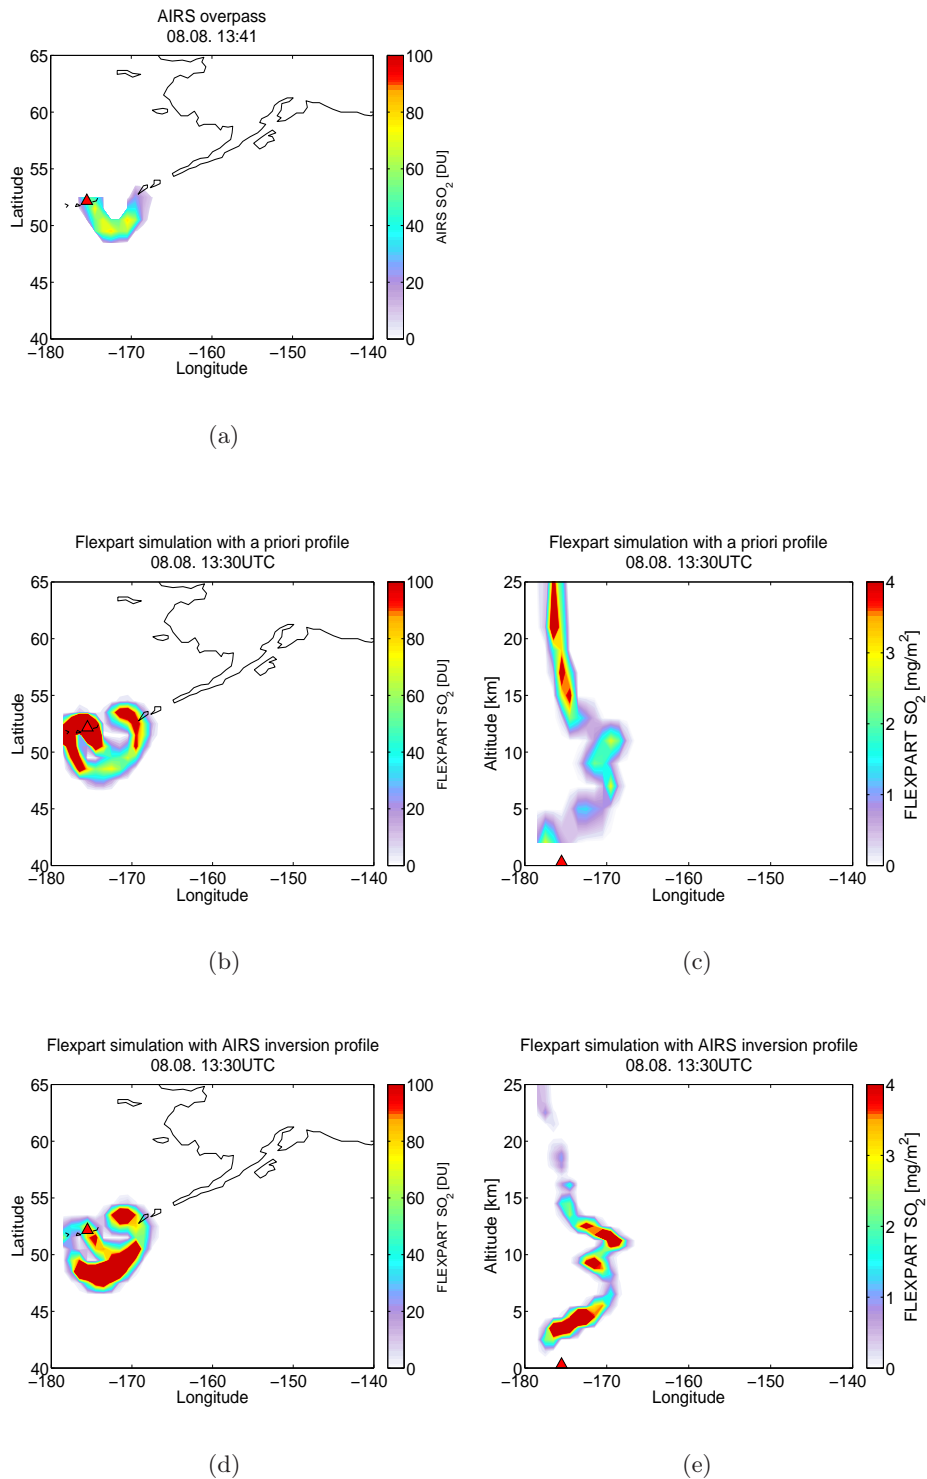 AIRS overpass
08.08. 13:41
65
60
55
50
45
40
Latitude
−180
−170
−160
−150
−140
Longitude
100
80
60
40
20
0
AIRS SO2 [DU]
(a)
Flexpart simulation with a priori profile
08.08. 13:30UTC
65
60
55
50
45
40
Latitude
−180
−170
−160
−150
−140
Longitude
100
80
60
40
20
0
FLEXPART SO2 [DU]
(b)
Flexpart simulation with a priori profile
08.08. 13:30UTC
25
20
15
10
5
0
Altitude [km]
−180
−170
−160
−150
−140
Longitude
4
3
2
1
0
FLEXPART SO2 [mg/m2]
(c)
Flexpart simulation with AIRS inversion profile
08.08. 13:30UTC
65
60
55
50
45
40
Latitude
−180
−170
−160
−150
−140
Longitude
100
80
60
40
20
0
FLEXPART SO2 [DU]
(d)
Flexpart simulation with AIRS inversion profile
08.08. 13:30UTC
25
20
15
10
5
0
Altitude [km]
−180
−170
−160
−150
−140
Longitude
4
3
2
1
0
FLEXPART SO2 [mg/m2]
(e)